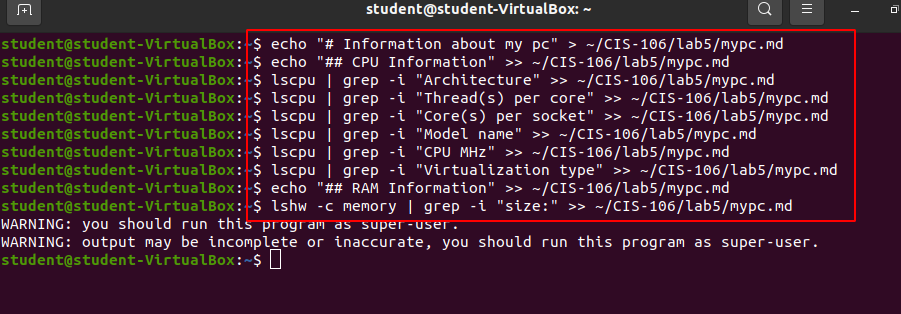 student@student-VirtualBox: ~
student@student-VirtualBox:~$ echo "# Information about my pc" > ~/CIS-106/lab5/mypc.md
student@student-VirtualBox:~$ echo "## CPU Information" >> ~/CIS-106/lab5/mypc.md
student@student-VirtualBox:~$ lscpu | grep -i "Architecture" >> ~/CIS-106/lab5/mypc.md
student@student-VirtualBox:~$ lscpu | grep -i "Thread(s) per core" >> ~/CIS-106/lab5/mypc.md
student@student-VirtualBox:~$ lscpu | grep -i "Core(s) per socket" >> ~/CIS-106/lab5/mypc.md
student@student-VirtualBox:~$ lscpu | grep -i "Model name" >> ~/CIS-106/lab5/mypc.md
student@student-VirtualBox:~$ lscpu | grep -i "CPU MHz" >> ~/CIS-106/lab5/mypc.md
student@student-VirtualBox:~$ lscpu | grep -i "Virtualization type" >> ~/CIS-106/lab5/mypc.md
student@student-VirtualBox:~$ echo "## RAM Information" >> ~/CIS-106/lab5/mypc.md
student@student-VirtualBox:~$ lshw -c memory | grep -i "size:" >> ~/CIS-106/lab5/mypc.md
WARNING: you should run this program as super-user.
WARNING: output may be incomplete or inaccurate, you should run this program as super-user.
student@student-VirtualBox:~$